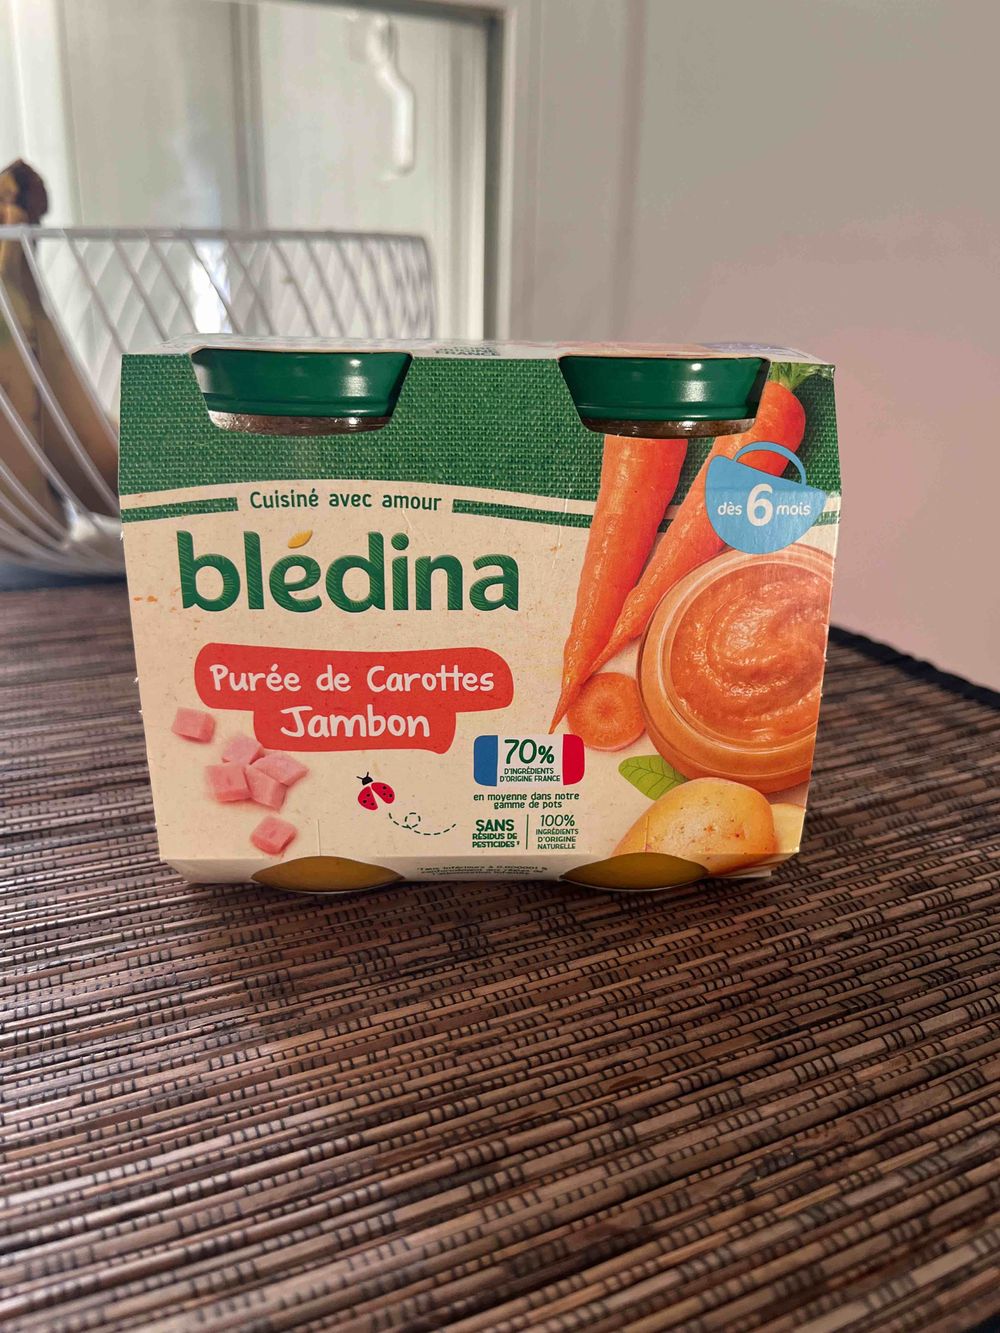 Cuisiné avec amour
blédina
dès 6 mois
Purée de Carottes
Jambon
70%
D'INGRÉDIENTS
D'ORIGINE FRANCE
en moyenne dans notre
gamme de pots
SANS
RÉSIDUS DE
PESTICIDES
100%
INGRÉDIENTS
D'ORIGINE
NATURELLE